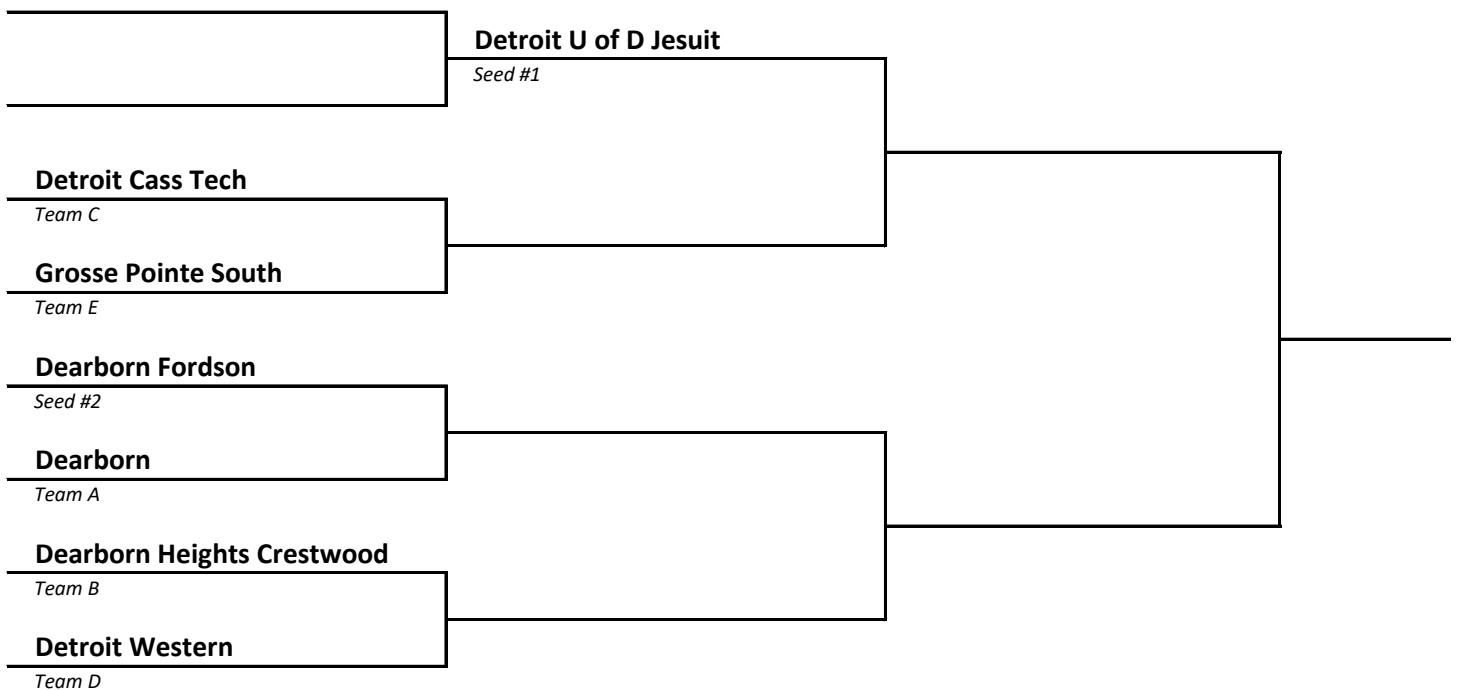 Detroit U of D Jesuit
Seed #1
Detroit Cass Tech
Team C
Grosse Pointe South
Team E
Dearborn Fordson
Seed #2
Dearborn
Team A
Dearborn Heights Crestwood
Team B
Detroit Western
Team D